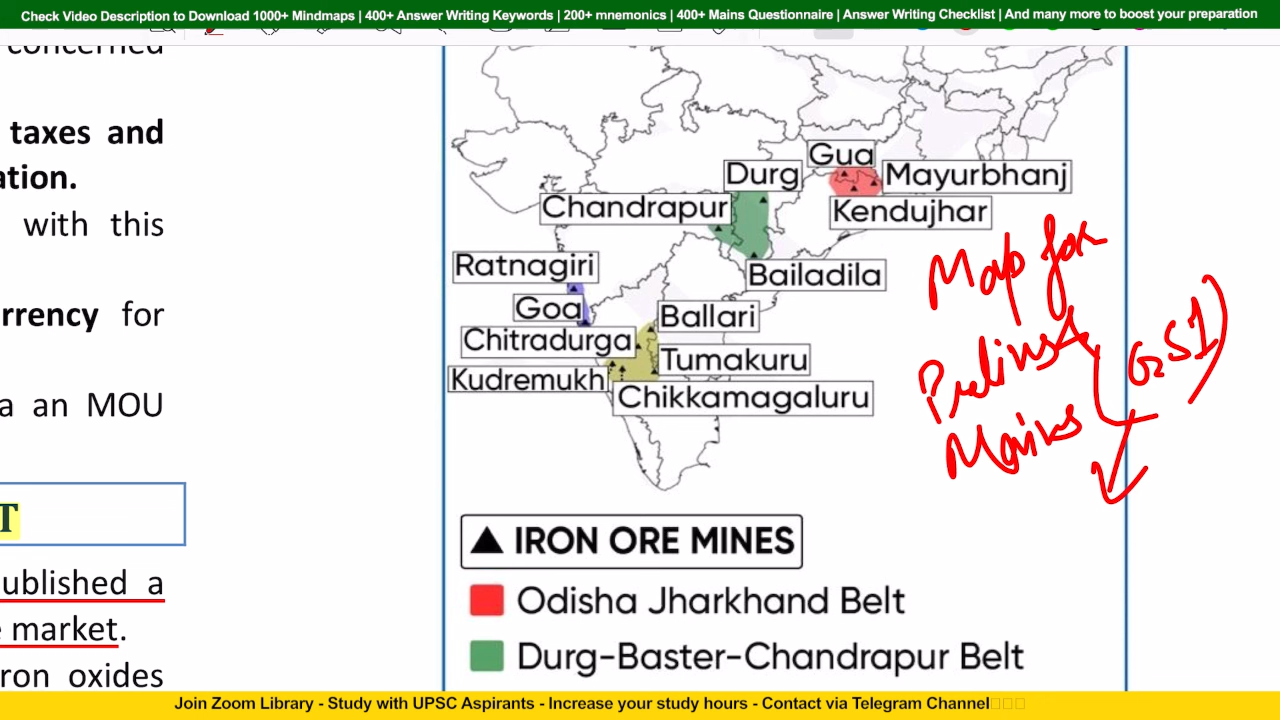 Check Video Description to Download 1000+ Mindmaps | 400+ Answer Writing Keywords | 200+ mnemonics | 400+ Mains Questionnaire | Answer Writing Checklist | And many more to boost your preparation
concerned
taxes and
ation.
with this
rrency for
a an MOU
T
ublished a
e market.
ron oxides
Gua
Durg
Mayurbhanj
Chandrapur
Kendujhar
Ratnagiri
Bailadila
Goa
Ballari
Chitradurga
Tumakuru
Kudremukh
Chikkamagaluru
Map for
Prelims
Mains
GS1)
▲ IRON ORE MINES
Odisha Jharkhand Belt
Durg-Baster-Chandrapur Belt
Join Zoom Library - Study with UPSC Aspirants - Increase your study hours - Contact via Telegram Channel